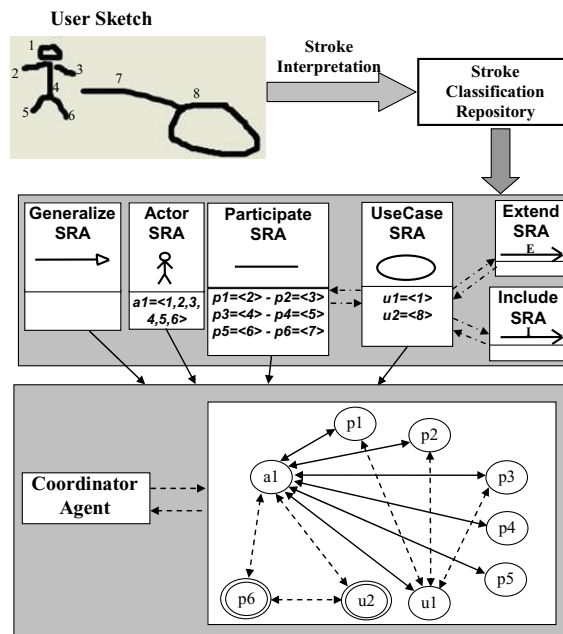 User Sketch
1
2
3
4
5
6
7
8
Stroke
Interpretation
Stroke
Classification
Repository
Generalize
SRA
Actor
SRA
a1=<1,2,3,
4,5,6>
Participate
SRA
p1=<2> - p2=<3>
p3=<4> - p4=<5>
p5=<6> - p6=<7>
UseCase
SRA
u1=<1>
u2=<8>
Extend
SRA
E
Include
SRA
I
Coordinator
Agent
p1
p2
a1
p3
p4
p5
p6
u2
u1